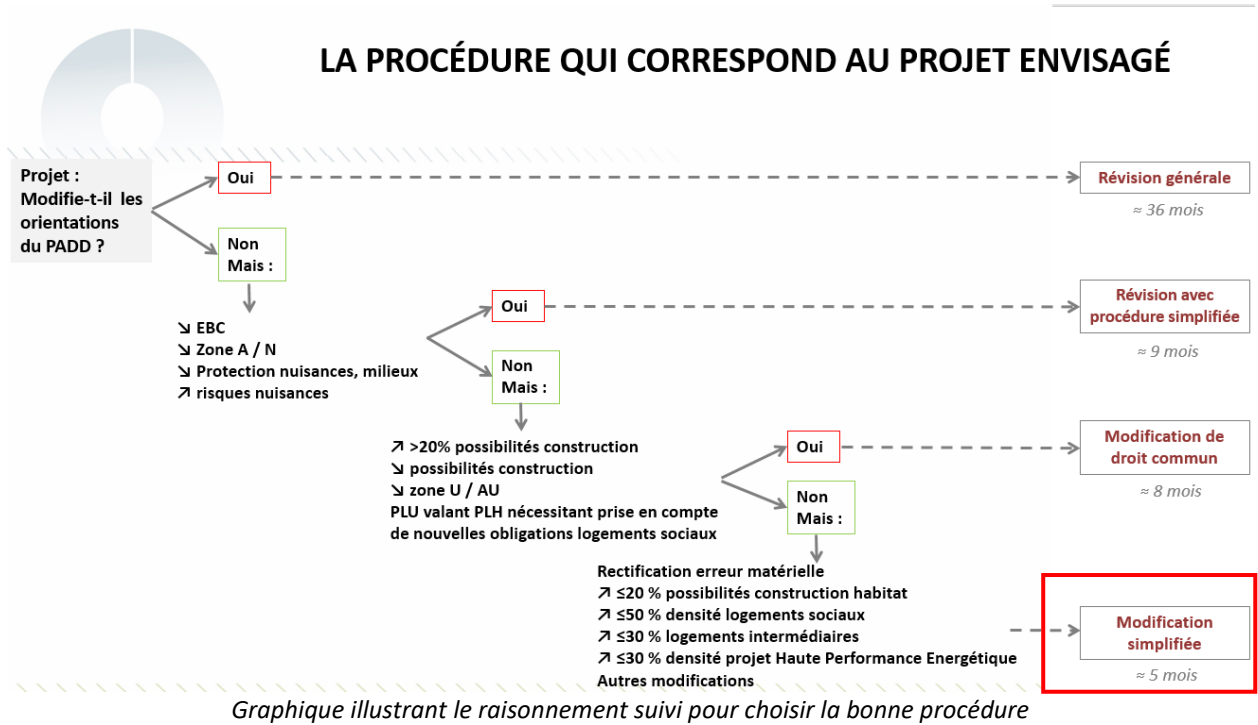 LA PROCÉDURE QUI CORRESPOND AU PROJET ENVISAGÉ
Projet :
Modifie-t-il les
orientations
du PADD ?
Oui
Révision générale
≈ 36 mois
Non
Mais :
↘ EBC
↘ Zone A / N
↘ Protection nuisances, milieux
↗ risques nuisances
Oui
Révision avec
procédure simplifiée
≈ 9 mois
Non
Mais :
↗ >20% possibilités construction
↘ possibilités construction
↘ zone U / AU
PLU valant PLH nécessitant prise en compte
de nouvelles obligations logements sociaux
Oui
Modification de
droit commun
≈ 8 mois
Non
Mais :
Rectification erreur matérielle
↗ ≤20 % possibilités construction habitat
↗ ≤50 % densité logements sociaux
↗ ≤30 % logements intermédiaires
↗ ≤30 % densité projet Haute Performance Energétique
Autres modifications
Modification
simplifiée
≈ 5 mois
Graphique illustrant le raisonnement suivi pour choisir la bonne procédure